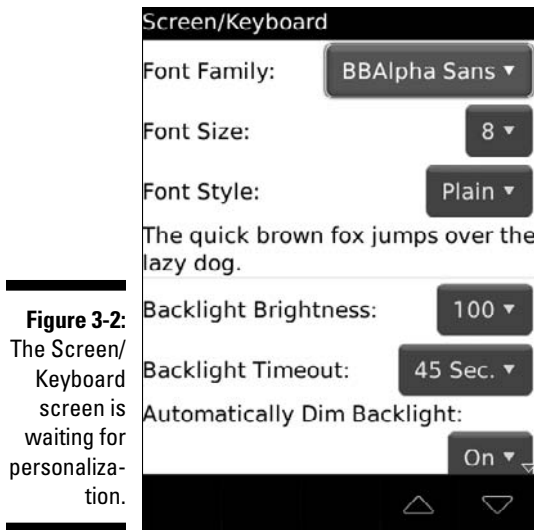 Screen/Keyboard
Font Family: BBAlpha Sans
Font Size: 8
Font Style: Plain
The quick brown fox jumps over the
lazy dog.
Backlight Brightness: 100
Backlight Timeout: 45 Sec.
Automatically Dim Backlight:
On
Figure 3-2:
The Screen/
Keyboard
screen is
waiting for
personaliza-
tion.